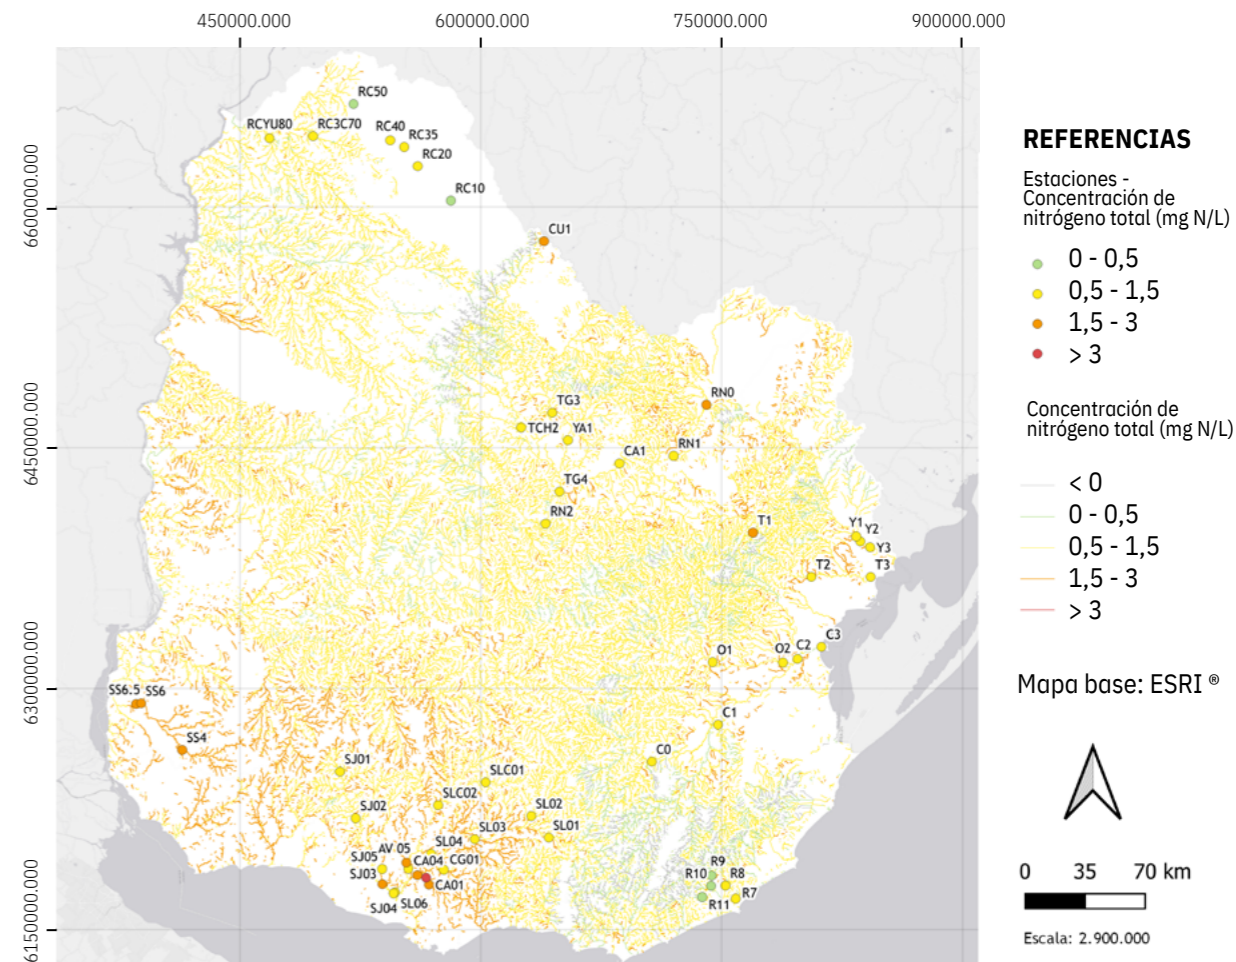 450000.000
600000.000
750000.000
900000.000
6600000.000
6450000.000
6300000.000
6150000.000
RC50
RCYU80
RC3C70
RC40
RC35
RC20
RC10
CU1
TG3
RN0
TCH2
YA1
RN1
CA1
TG4
RN2
T1
Y1
Y2
Y3
T2
T3
C3
O1
O2
C2
SS6.5
SS6
C1
SS4
C0
SJ01
SLC01
SLC02
SJ02
SL02
SL03
SL01
SL04
AV 05
SJ05
CA04
CG01
SJ03
CA01
SJ04
SL06
R9
R10
R8
R7
R11
REFERENCIAS
Estaciones -
Concentración de
nitrógeno total (mg N/L)
0 - 0,5
0,5 - 1,5
1,5 - 3
> 3
Concentración de
nitrógeno total (mg N/L)
< 0
0 - 0,5
0,5 - 1,5
1,5 - 3
> 3
Mapa base: ESRI ®
0 35 70 km
Escala: 2.900.000